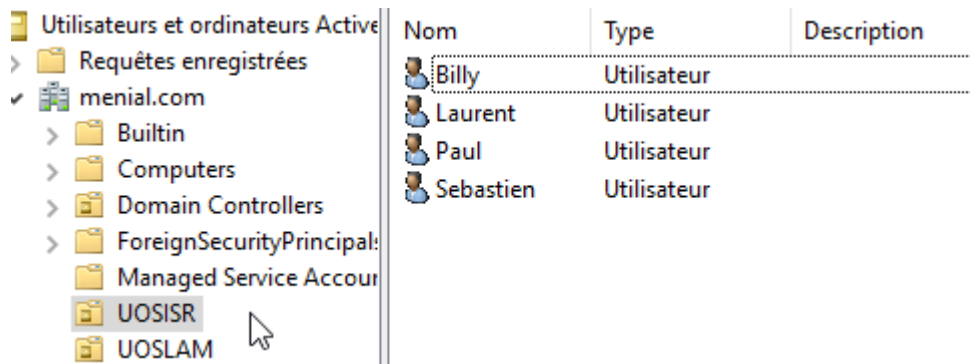 Utilisateurs et ordinateurs Active
Requêtes enregistrées
menial.com
Builtin
Computers
Domain Controllers
ForeignSecurityPrincipals
Managed Service Accour
UOSISR
UOSLAM
Nom Type Description
Billy Utilisateur
Laurent Utilisateur
Paul Utilisateur
Sebastien Utilisateur